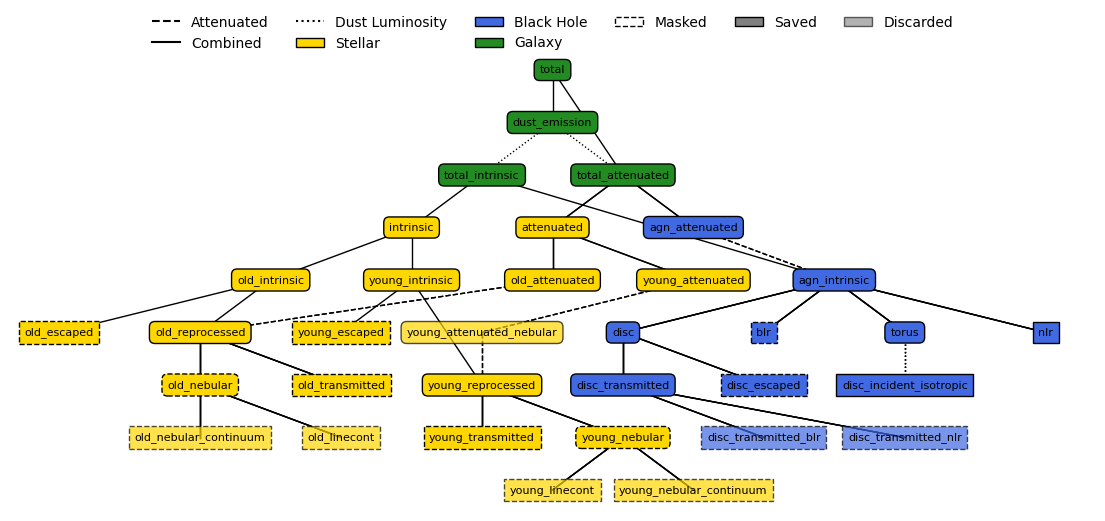 Attenuated Dust Luminosity Black Hole Masked Saved Discarded
Combined Stellar Galaxy
total
dust_emission
total_intrinsic total_attenuated
intrinsic attenuated agn_attenuated
old_intrinsic young_intrinsic old_attenuated young_attenuated agn_intrinsic
old_escaped old_reprocessed young_escaped young_attenuated_nebular disc blr torus nlr
old_nebular old_transmitted young_reprocessed disc_transmitted disc_escaped disc_incident_isotropic
old_nebular_continuum old_linecont young_transmitted young_nebular disc_transmitted_blr disc_transmitted_nlr
young_linecont young_nebular_continuum